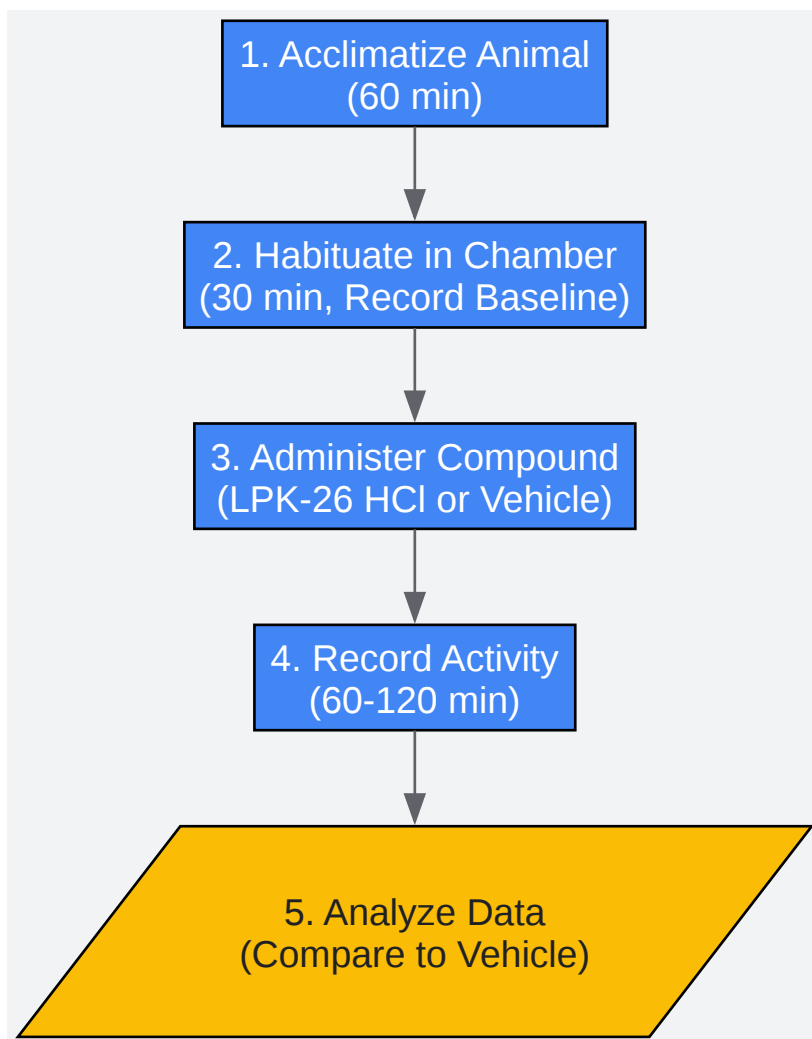 1. Acclimatize Animal
(60 min)
2. Habituate in Chamber
(30 min, Record Baseline)
3. Administer Compound
(LPK-26 HCl or Vehicle)
4. Record Activity
(60-120 min)
5. Analyze Data
(Compare to Vehicle)